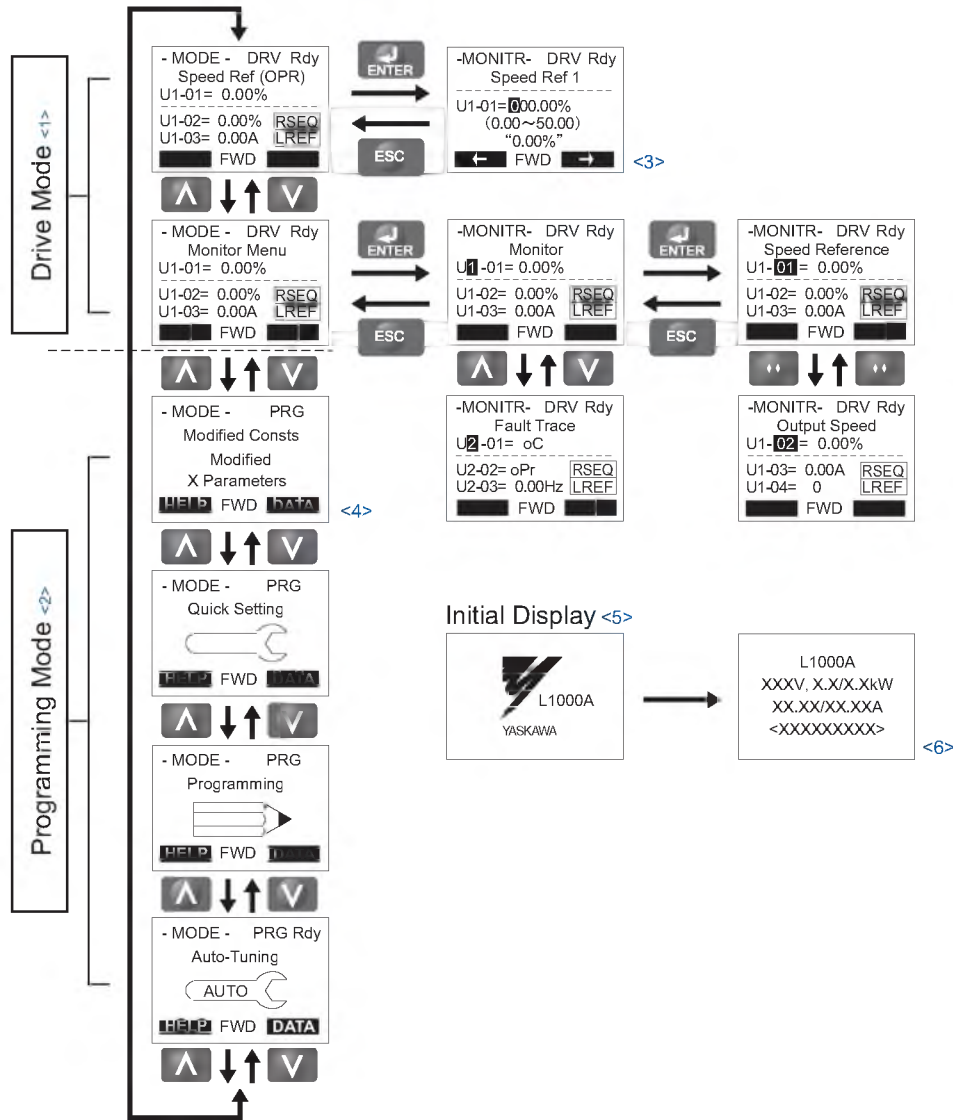 Drive Mode <1>
- MODE - DRV Rdy
Speed Ref (OPR)
U1-01= 0.00%
U1-02= 0.00% RSEQ
U1-03= 0.00A LREF
FWD
ENTER
ESC
-MONITR- DRV Rdy
Speed Ref 1
U1-01= 000.00%
(0.00~50.00)
"0.00%"
← FWD →
<3>
- MODE - DRV Rdy
Monitor Menu
U1-01= 0.00%
U1-02= 0.00% RSEQ
U1-03= 0.00A LREF
FWD
ENTER
ESC
-MONITR- DRV Rdy
Monitor
U1 -01= 0.00%
U1-02= 0.00% RSEQ
U1-03= 0.00A LREF
FWD
ENTER
ESC
-MONITR- DRV Rdy
Speed Reference
U1- 01 = 0.00%
U1-02= 0.00% RSEQ
U1-03= 0.00A LREF
FWD
-MONITR- DRV Rdy
Fault Trace
U2 -01= oC
U2-02= oPr RSEQ
U2-03= 0.00Hz LREF
FWD
-MONITR- DRV Rdy
Output Speed
U1- 02 = 0.00%
U1-03= 0.00A RSEQ
U1-04= 0 LREF
FWD
Programming Mode <2>
- MODE - PRG
Modified Consts
Modified
X Parameters
HELP FWD DATA
<4>
- MODE - PRG
Quick Setting
HELP FWD DATA
- MODE - PRG
Programming
HELP FWD DATA
- MODE - PRG Rdy
Auto-Tuning
AUTO
HELP FWD DATA
Initial Display <5>
L1000A
YASKAWA
L1000A
XXXV, X.X/X.XkW
XX.XX/XX.XXA
<XXXXXXXXX>
<6>